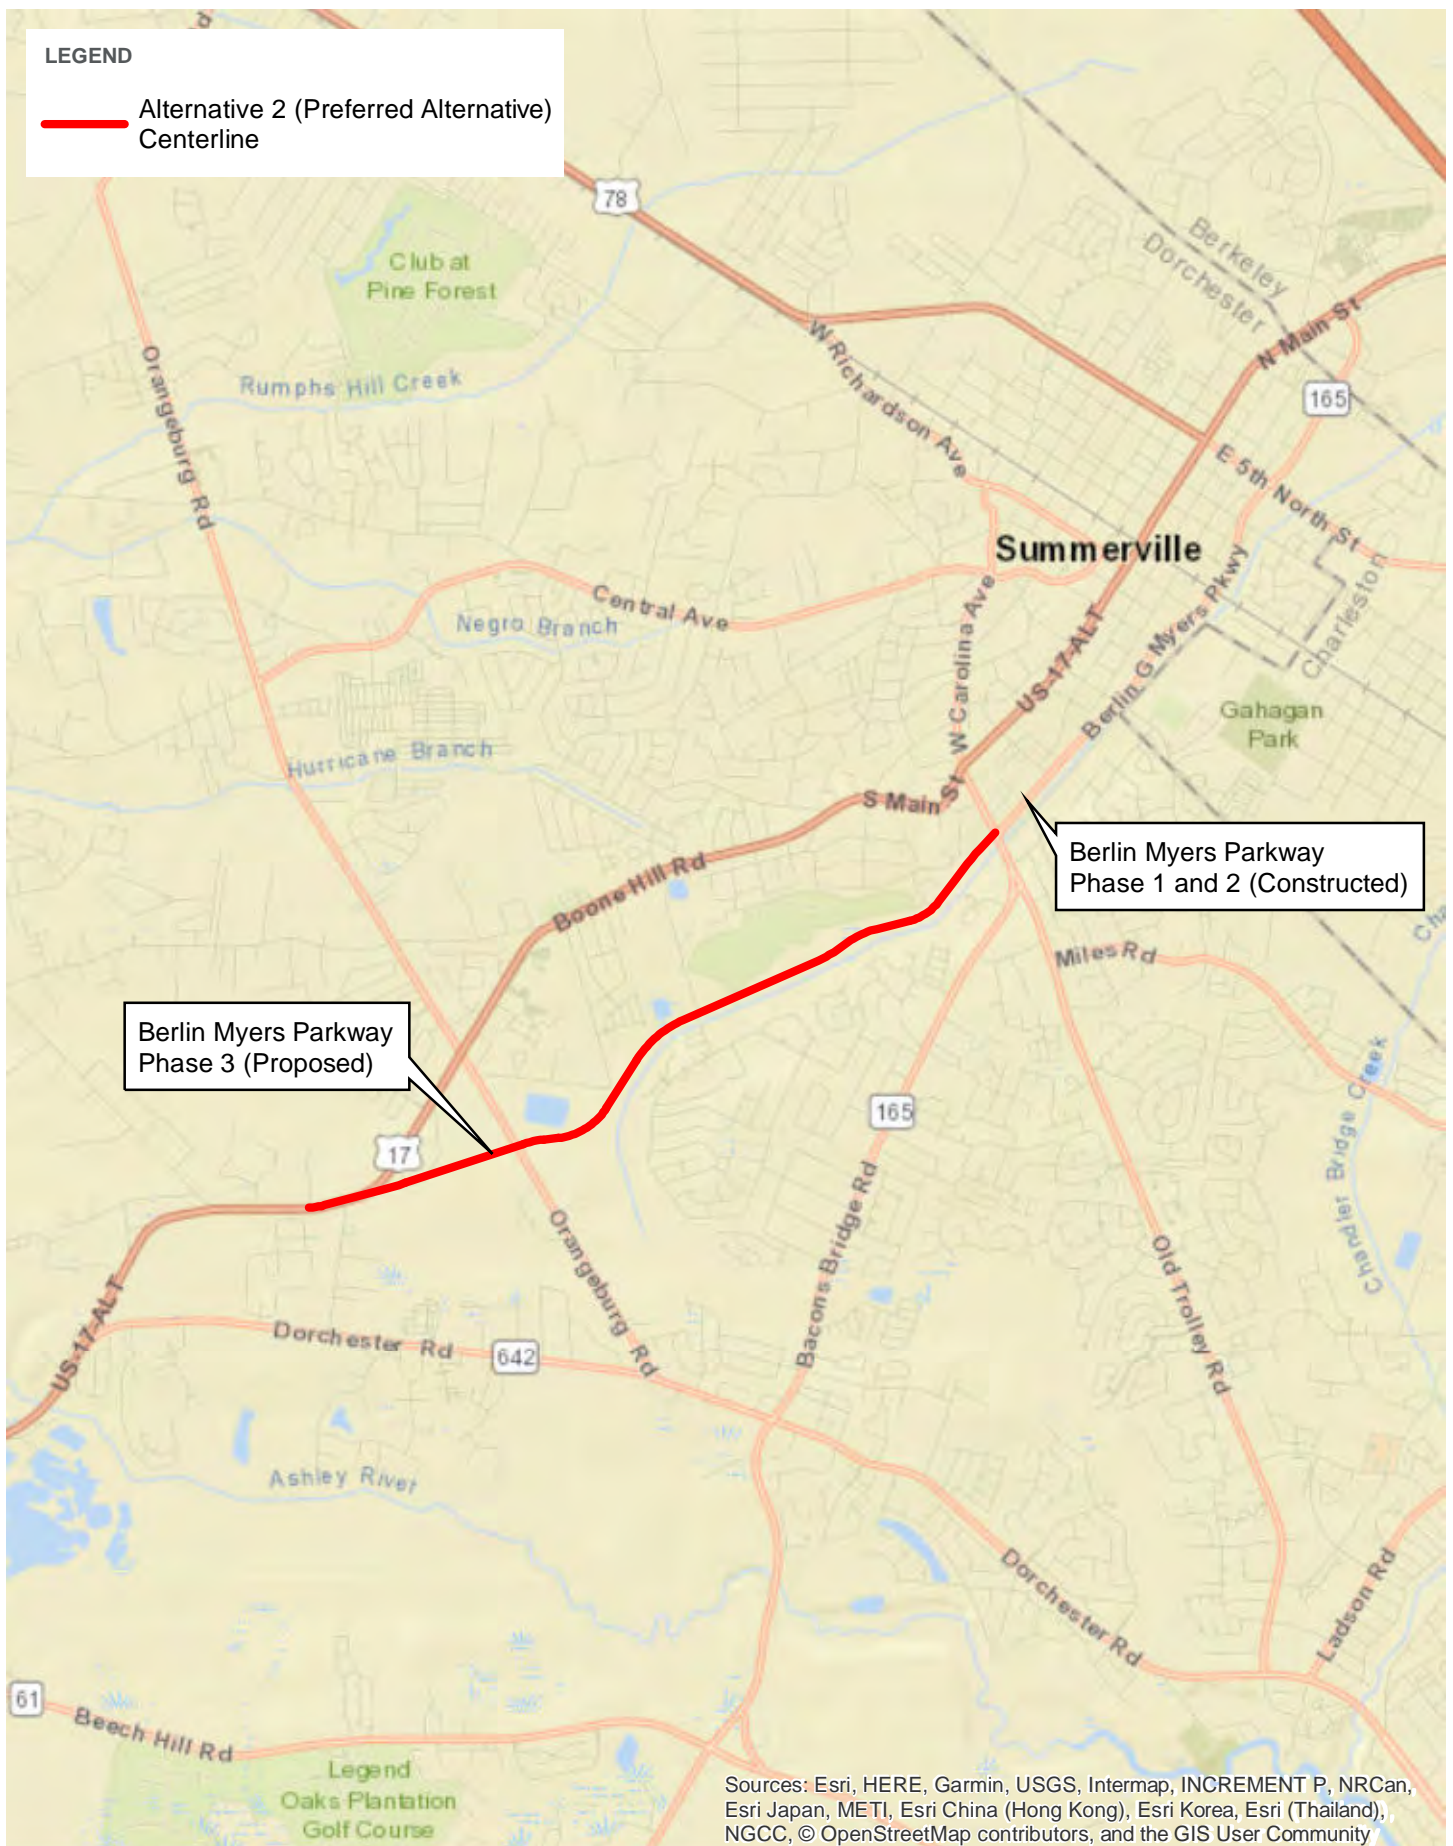 LEGEND
Alternative 2 (Preferred Alternative)
Centerline
78
Club at
Pine Forest
Berkeley
Dorchester
N Main St
165
W Richardson Ave
Orangeburg Rd
Rumphs Hill Creek
E 5th North St
Summerville
Central Ave
Negro Branch
W Carolina Ave
US-17-ALT
Berlin G Myers Pkwy
Charleston
Gahagan
Park
Hurricane Branch
S Main St
Berlin Myers Parkway
Phase 1 and 2 (Constructed)
Boone Hill Rd
Miles Rd
Cha
Berlin Myers Parkway
Phase 3 (Proposed)
17
165
Chandler Bridge Creek
Bacons Bridge Rd
Orangeburg Rd
Old Trolley Rd
US-17-ALT
Dorchester Rd
642
Ashley River
Dorchester Rd
Ladson Rd
61
Beech Hill Rd
Legend
Oaks Plantation
Golf Course
Sources: Esri, HERE, Garmin, USGS, Intermap, INCREMENT P, NRCan,
Esri Japan, METI, Esri China (Hong Kong), Esri Korea, Esri (Thailand),
NGCC, © OpenStreetMap contributors, and the GIS User Community